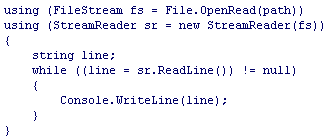 using (FileStream fs = File.OpenRead(path))
using (StreamReader sr = new StreamReader(fs))
{
    string line;
    while ((line = sr.ReadLine()) != null)
    {
        Console.WriteLine(line);
    }
}